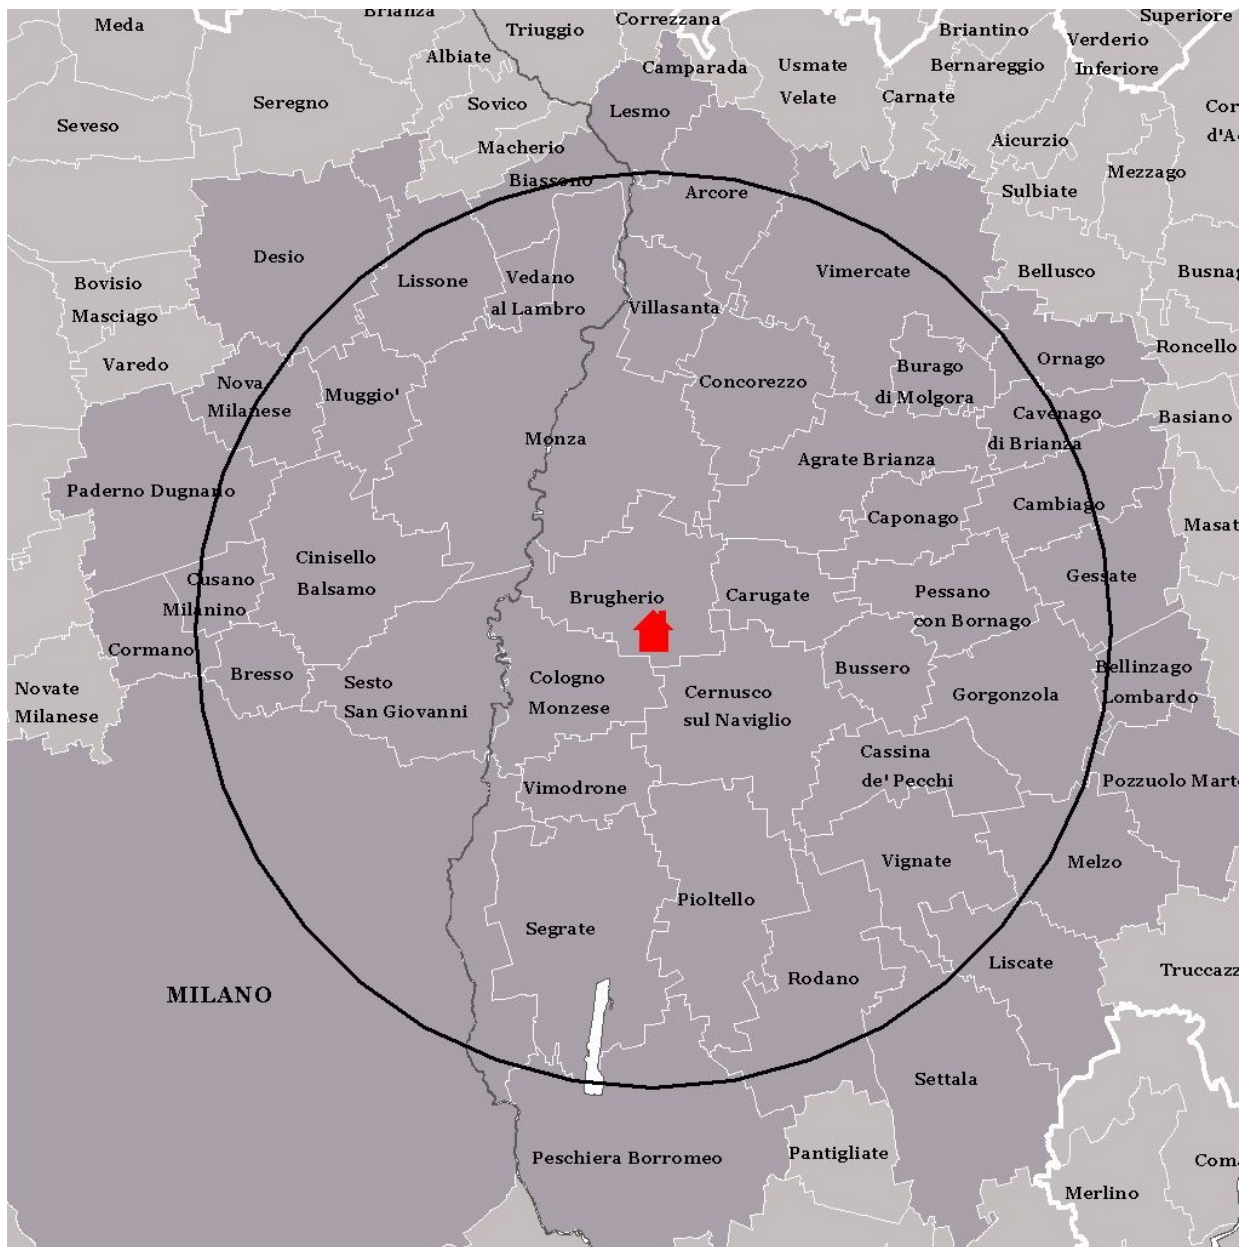 Brianza
Superiore
Meda
Triuggio
Correzzana
Briantino
Verderio
Inferiore
Albiate
Camparada
Usmate
Velate
Bernareggio
Carnate
Seregno
Sovico
Lesmo
Seveso
Aicurzio
Macherio
Mezzago
Biassono
Arcore
Sulbiate
Desio
Lissone
Vedano
al Lambro
Vimercate
Bellusco
Bovisio
Masciago
Villasanta
Varedo
Ornago
Roncello
Nova
Milanese
Muggio'
Concorezzo
Burago
di Molgora
Cavenago
di Brianza
Basiano
Monza
Agrate Brianza
Paderno Dugnano
Caponago
Cambiago
Cinisello
Balsamo
Cusano
Milanino
Brugherio
Carugate
Pessano
con Bornago
Gessate
Cormano
Bresso
Sesto
San Giovanni
Cologno
Monzese
Cernusco
sul Naviglio
Bussero
Gorgonzola
Bellinzago
Lombardo
Novate
Milanese
Cassina
de' Pecchi
Vimodrone
Vignate
Melzo
Pioltello
Segrate
Rodano
Liscate
MILANO
Settala
Peschiera Borromeo
Pantigliate
Merlino